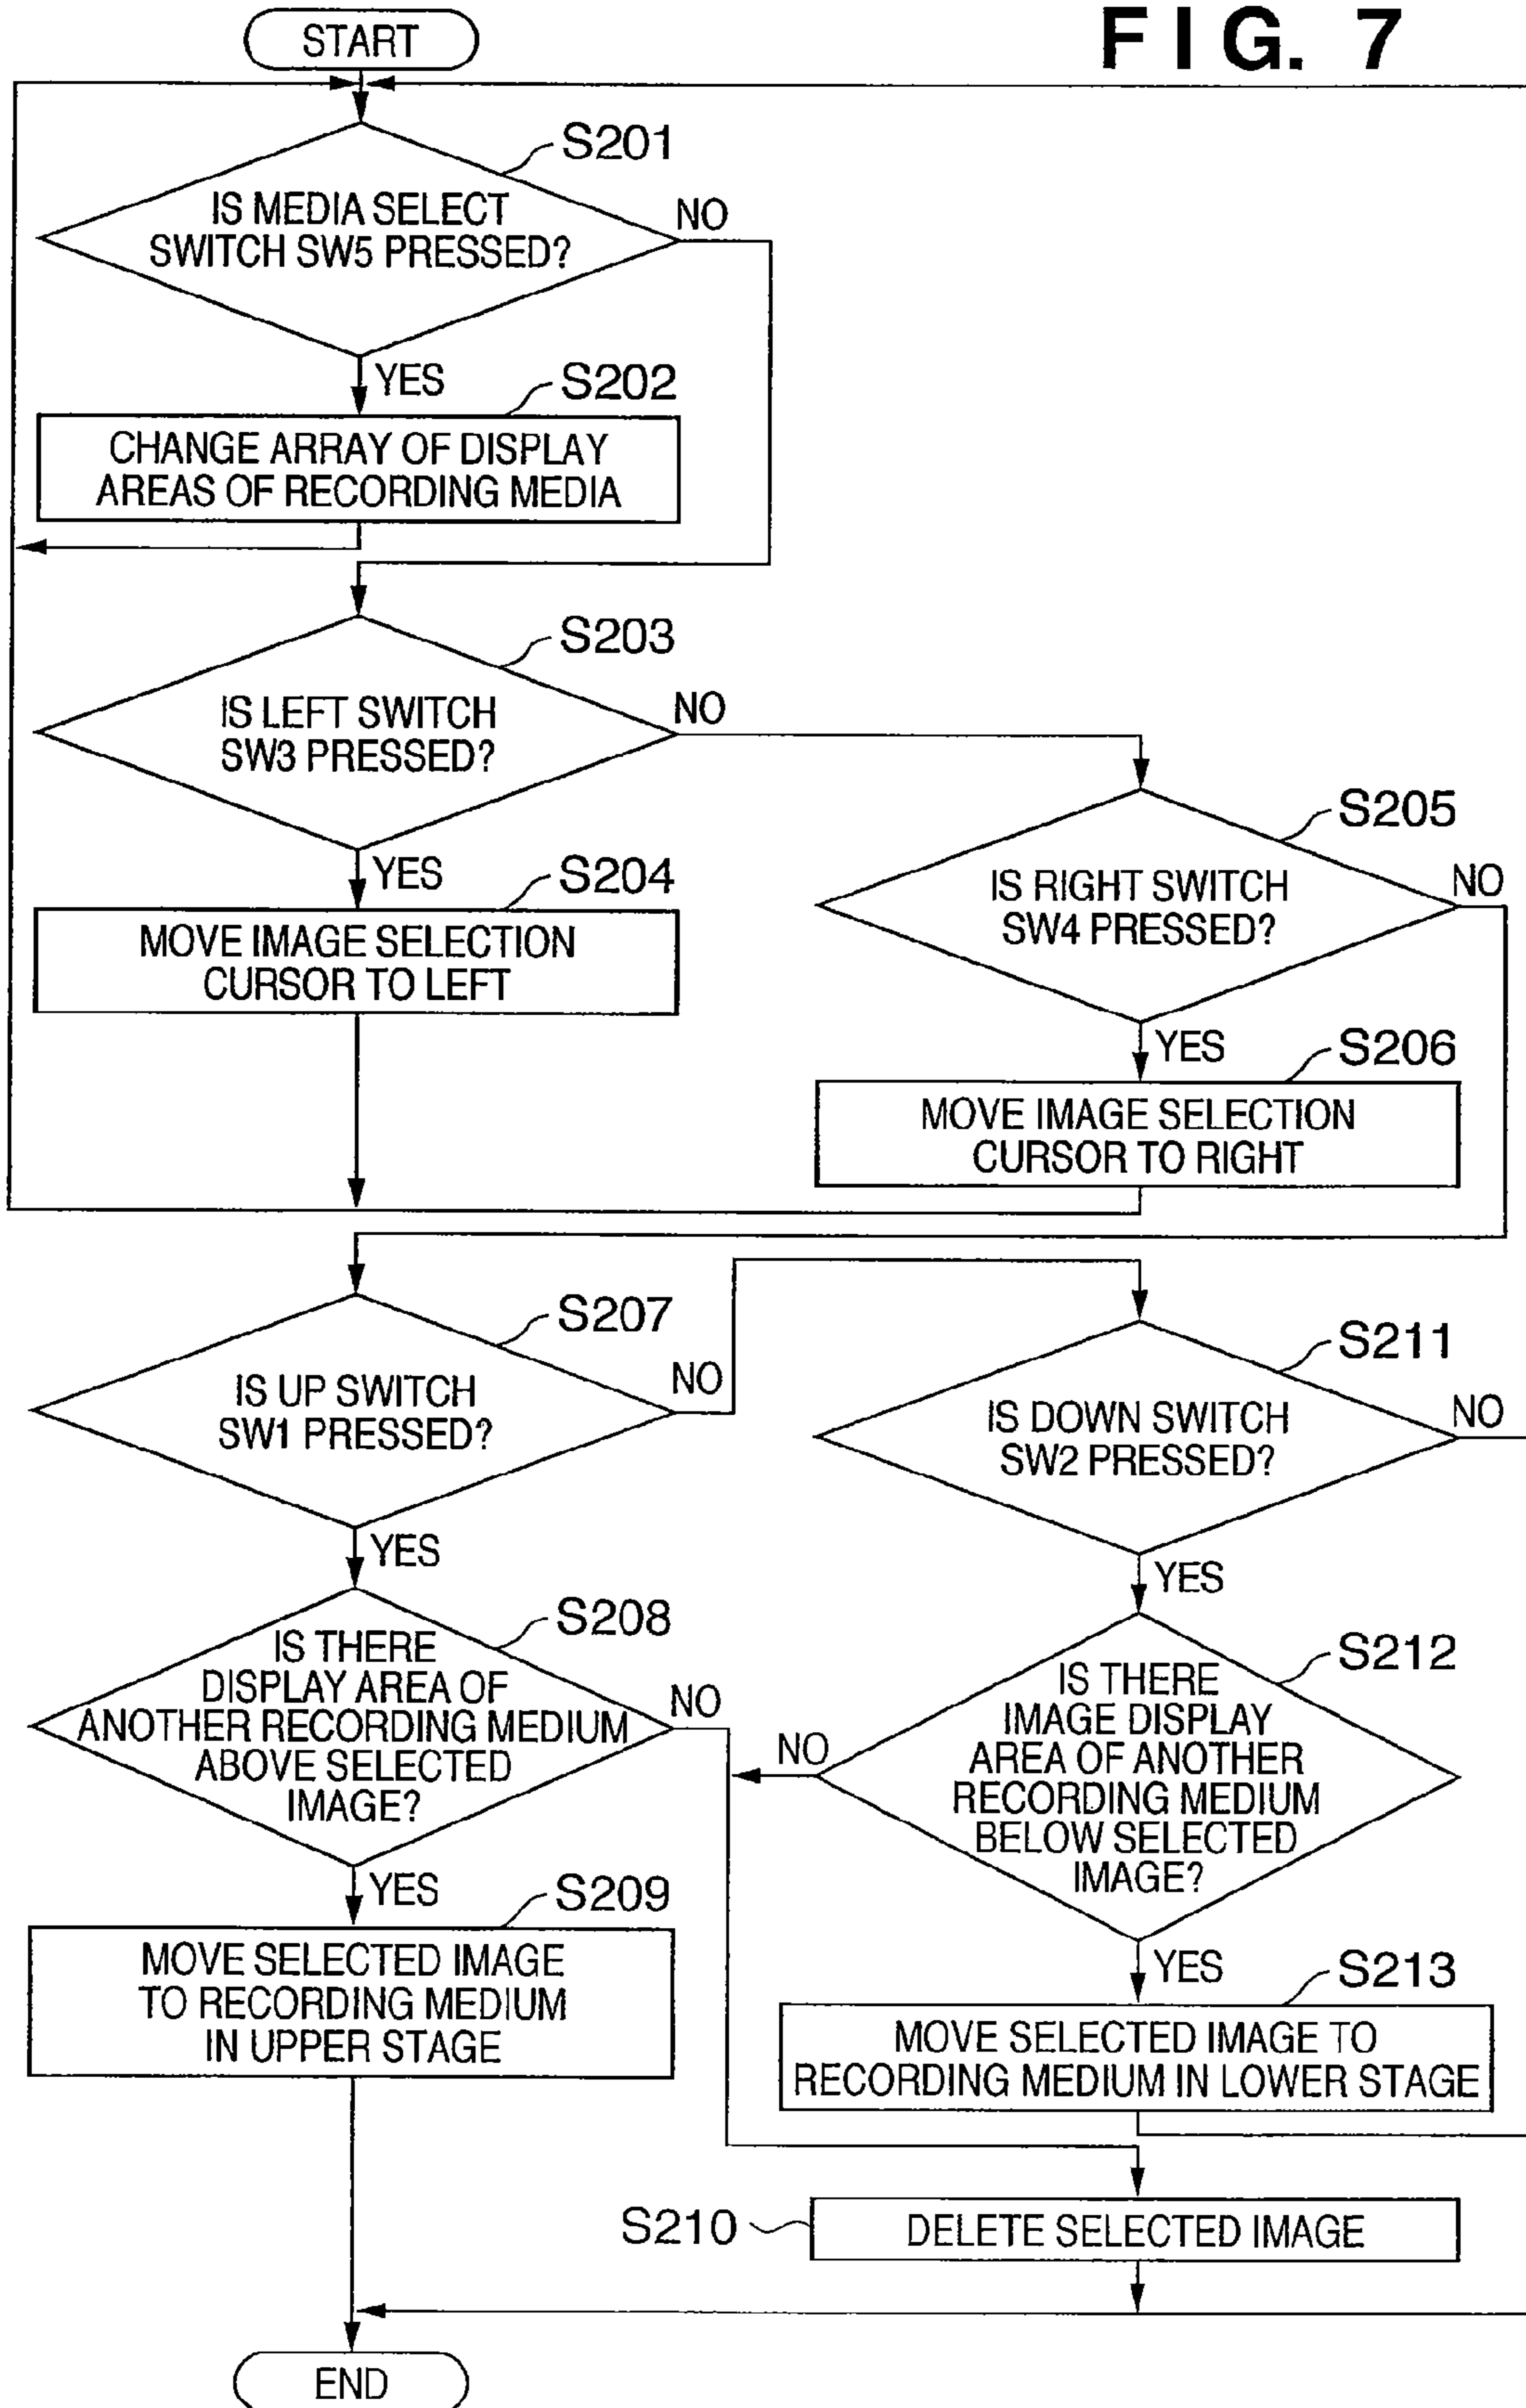 FIG. 7
START
S201
IS MEDIA SELECT
SWITCH SW5 PRESSED?
NO
YES
S202
CHANGE ARRAY OF DISPLAY
AREAS OF RECORDING MEDIA
S203
IS LEFT SWITCH
SW3 PRESSED?
NO
YES
S204
MOVE IMAGE SELECTION
CURSOR TO LEFT
S205
IS RIGHT SWITCH
SW4 PRESSED?
NO
YES
S206
MOVE IMAGE SELECTION
CURSOR TO RIGHT
S207
IS UP SWITCH
SW1 PRESSED?
NO
YES
S208
IS THERE
DISPLAY AREA OF
ANOTHER RECORDING MEDIUM
ABOVE SELECTED
IMAGE?
NO
YES
S209
MOVE SELECTED IMAGE
TO RECORDING MEDIUM
IN UPPER STAGE
S211
IS DOWN SWITCH
SW2 PRESSED?
NO
YES
S212
IS THERE
IMAGE DISPLAY
AREA OF ANOTHER
RECORDING MEDIUM
BELOW SELECTED
IMAGE?
NO
YES
S213
MOVE SELECTED IMAGE TO
RECORDING MEDIUM IN LOWER STAGE
S210
DELETE SELECTED IMAGE
END